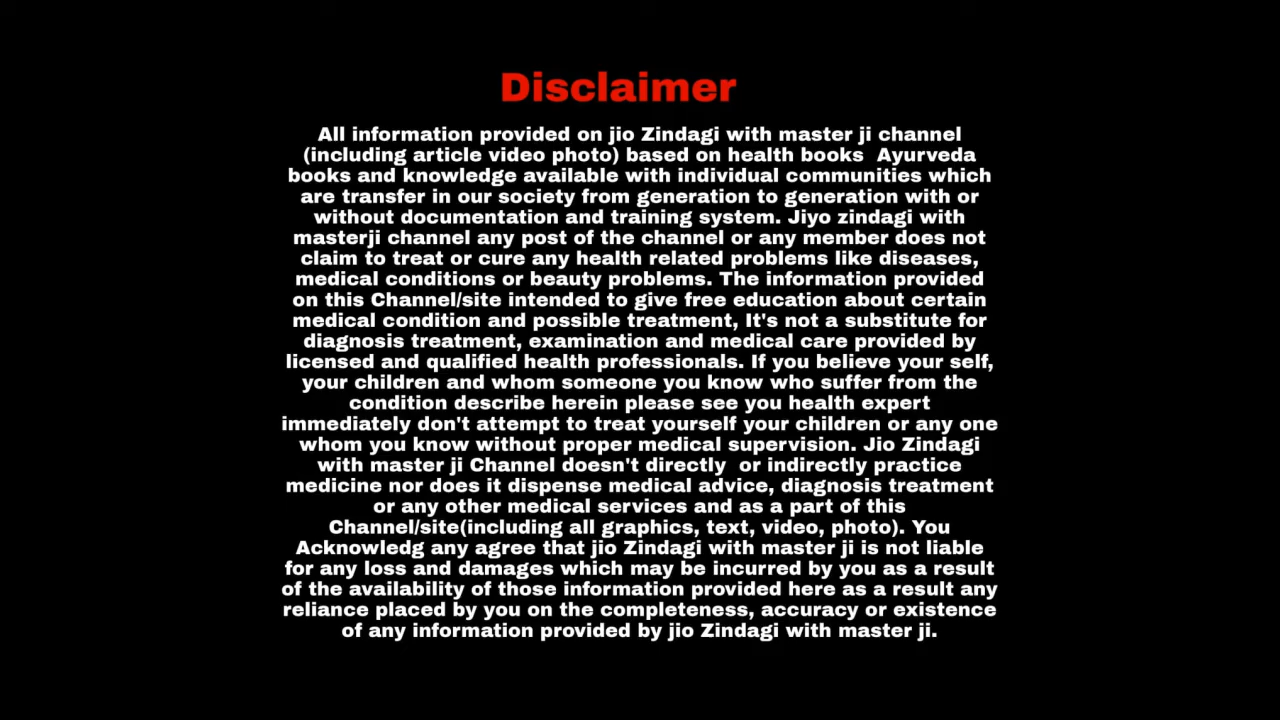 Disclaimer
All information provided on jio Zindagi with master ji channel
(including article video photo) based on health books  Ayurveda
books and knowledge available with individual communities which
are transfer in our society from generation to generation with or
without documentation and training system. Jiyo zindagi with
masterji channel any post of the channel or any member does not
claim to treat or cure any health related problems like diseases,
medical conditions or beauty problems. The information provided
on this Channel/site intended to give free education about certain
medical condition and possible treatment, It's not a substitute for
diagnosis treatment, examination and medical care provided by
licensed and qualified health professionals. If you believe your self,
your children and whom someone you know who suffer from the
condition describe herein please see you health expert
immediately don't attempt to treat yourself your children or any one
whom you know without proper medical supervision. Jio Zindagi
with master ji Channel doesn't directly  or indirectly practice
medicine nor does it dispense medical advice, diagnosis treatment
or any other medical services and as a part of this
Channel/site(including all graphics, text, video, photo). You
Acknowledg any agree that jio Zindagi with master ji is not liable
for any loss and damages which may be incurred by you as a result
of the availability of those information provided here as a result any
reliance placed by you on the completeness, accuracy or existence
of any information provided by jio Zindagi with master ji.